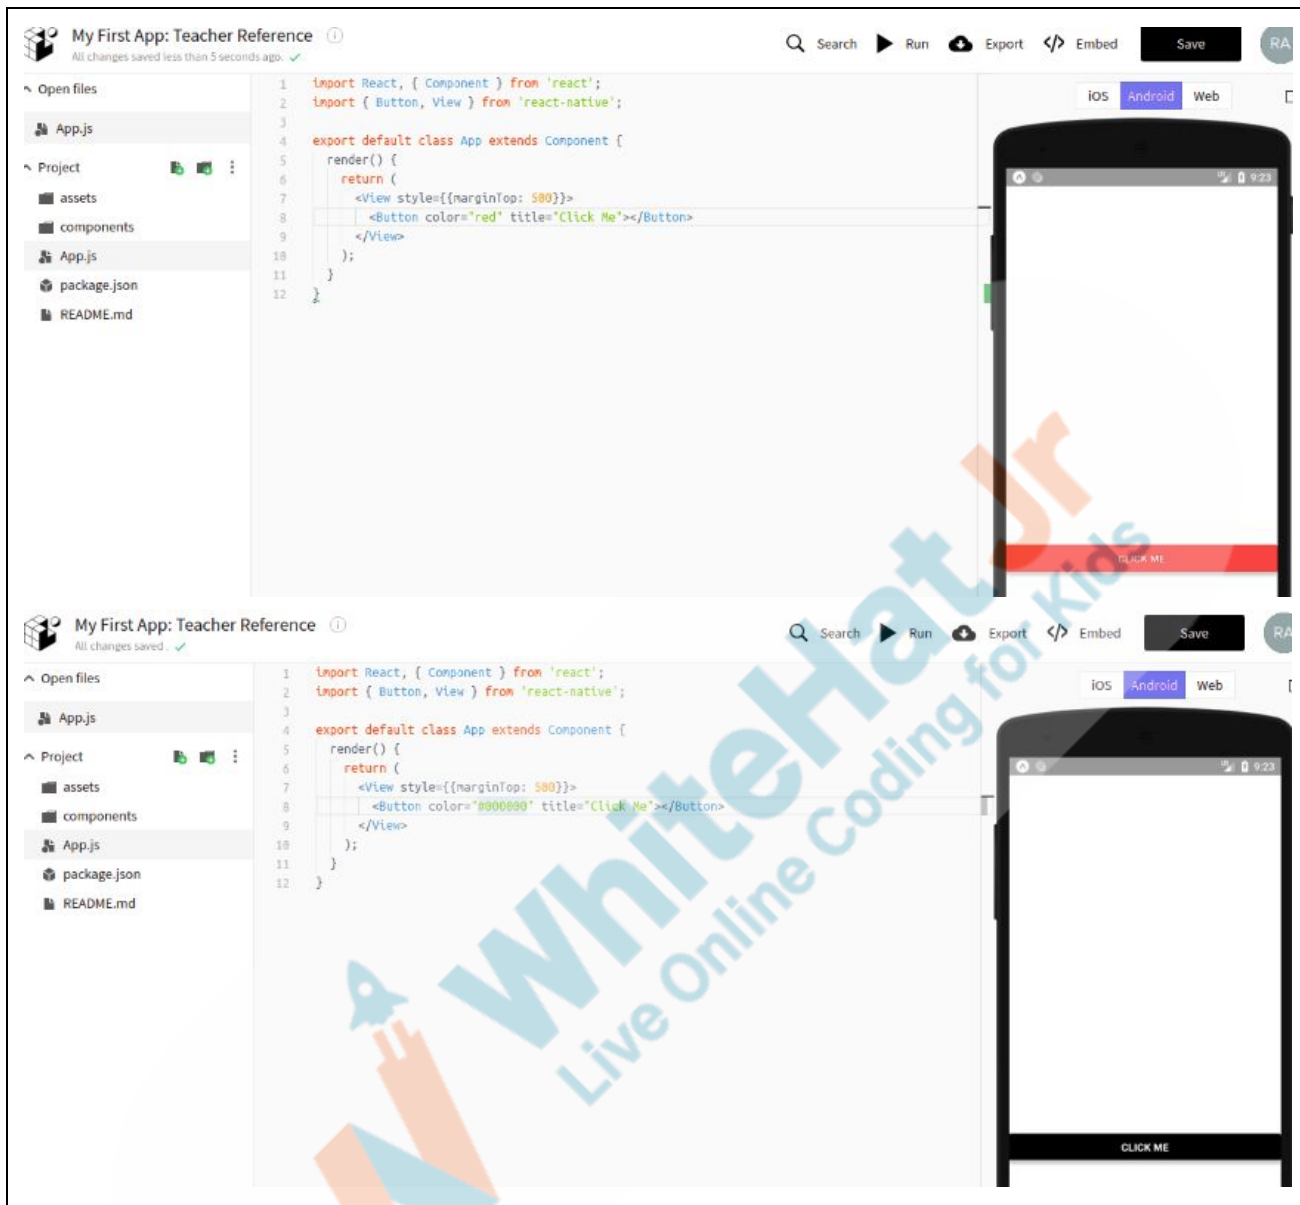 My First App: Teacher Reference
All changes saved less than 5 seconds ago.
Search Run Export Embed Save RA
Open files
App.js
Project
assets
components
App.js
package.json
README.md
1 import React, { Component } from 'react';
2 import { Button, View } from 'react-native';
3
4 export default class App extends Component {
5 render() {
6 return (
7 <View style={{marginTop: 500}}>
8 <Button color="red" title="Click Me"></Button>
9 </View>
10 );
11 }
12 }
iOS Android Web
9:23
CLICK ME
My First App: Teacher Reference
All changes saved.
Search Run Export Embed Save RA
Open files
App.js
Project
assets
components
App.js
package.json
README.md
1 import React, { Component } from 'react';
2 import { Button, View } from 'react-native';
3
4 export default class App extends Component {
5 render() {
6 return (
7 <View style={{marginTop: 500}}>
8 <Button color="#000000" title="Click Me"></Button>
9 </View>
10 );
11 }
12 }
iOS Android Web
9:23
CLICK ME
WhiteHat Jr
Live Online Coding for Kids